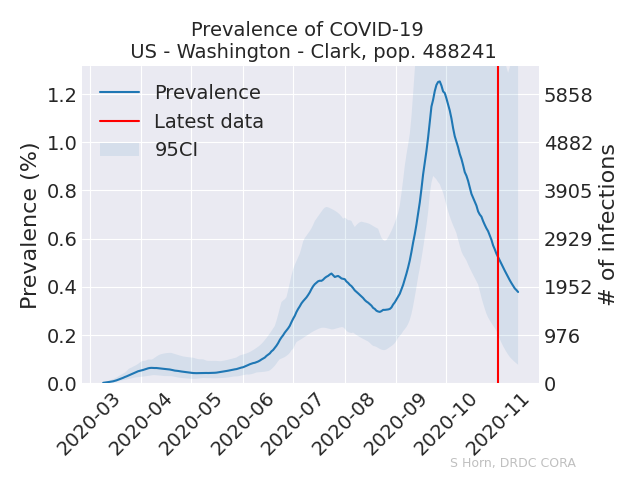 Prevalence of COVID-19
US - Washington - Clark, pop. 488241
Prevalence
Latest data
95CI
Prevalence (%)
1.2
1.0
0.8
0.6
0.4
0.2
0.0
# of infections
5858
4882
3905
2929
1952
976
0
2020-03
2020-04
2020-05
2020-06
2020-07
2020-08
2020-09
2020-10
2020-11
S Horn, DRDC CORA